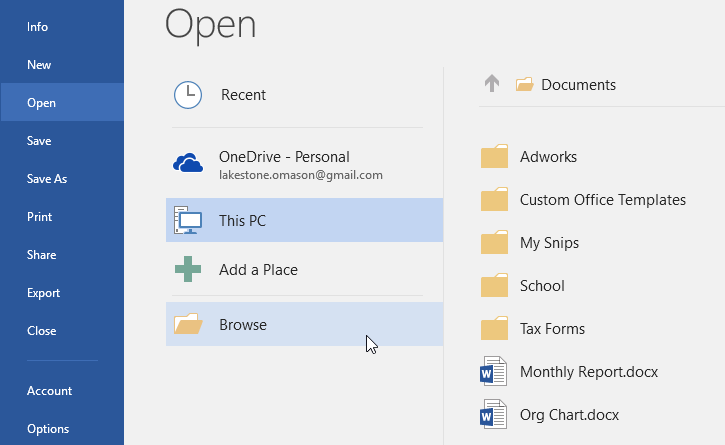 Info
New
Open
Save
Save As
Print
Share
Export
Close
Account
Options
Open
Recent
OneDrive - Personal
lakestone.omason@gmail.com
This PC
Add a Place
Browse
Documents
Adworks
Custom Office Templates
My Snips
School
Tax Forms
Monthly Report.docx
Org Chart.docx